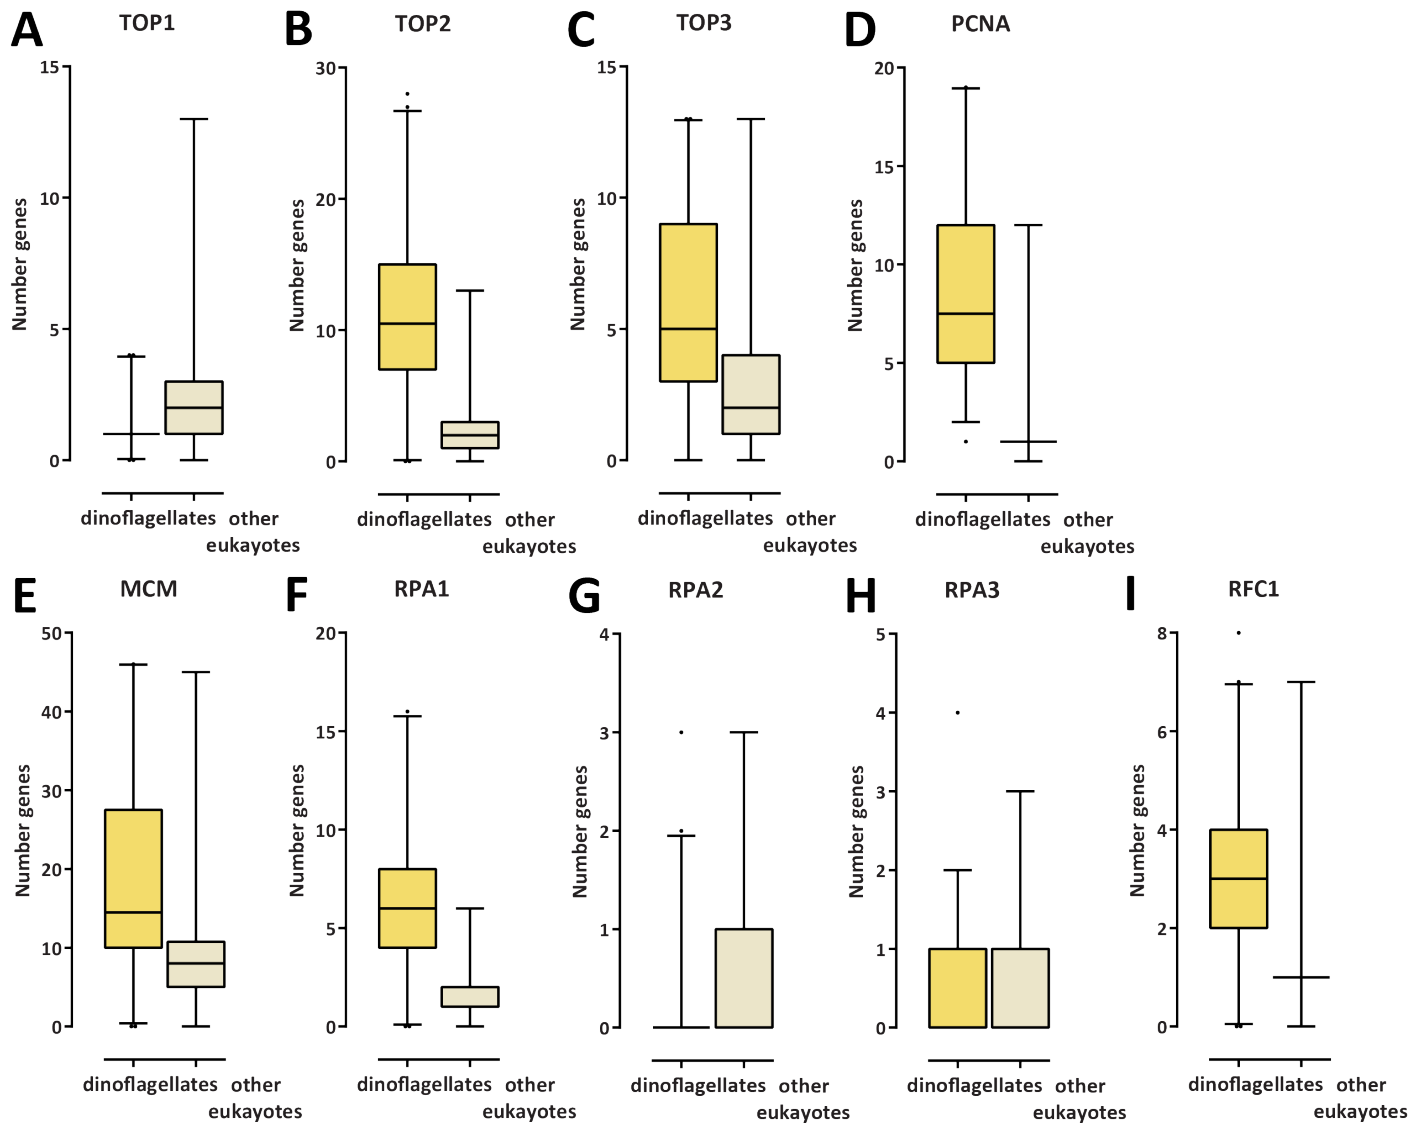 A TOP1
15
10
5
0
Number genes
dinoflagellates other
eukayotes
B TOP2
30
20
10
0
Number genes
dinoflagellates other
eukayotes
C TOP3
15
10
5
0
Number genes
dinoflagellates other
eukayotes
D PCNA
20
15
10
5
0
Number genes
dinoflagellates other
eukayotes
E MCM
50
40
30
20
10
0
Number genes
dinoflagellates other
eukayotes
F RPA1
20
15
10
5
0
Number genes
dinoflagellates other
eukayotes
G RPA2
4
3
2
1
0
Number genes
dinoflagellates other
eukayotes
H RPA3
5
4
3
2
1
0
Number genes
dinoflagellates other
eukayotes
I RFC1
8
6
4
2
0
Number genes
dinoflagellates other
eukayotes